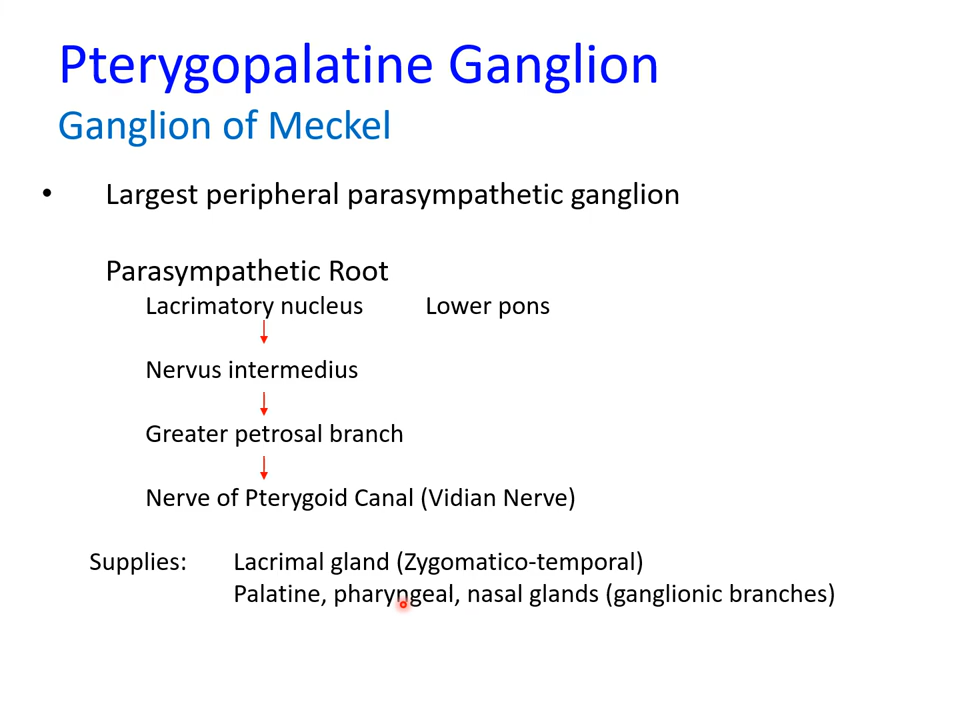 Pterygopalatine Ganglion
Ganglion of Meckel
• Largest peripheral parasympathetic ganglion
Parasympathetic Root
Lacrimatory nucleus Lower pons
Nervus intermedius
Greater petrosal branch
Nerve of Pterygoid Canal (Vidian Nerve)
Supplies: Lacrimal gland (Zygomatico-temporal)
Palatine, pharyngeal, nasal glands (ganglionic branches)